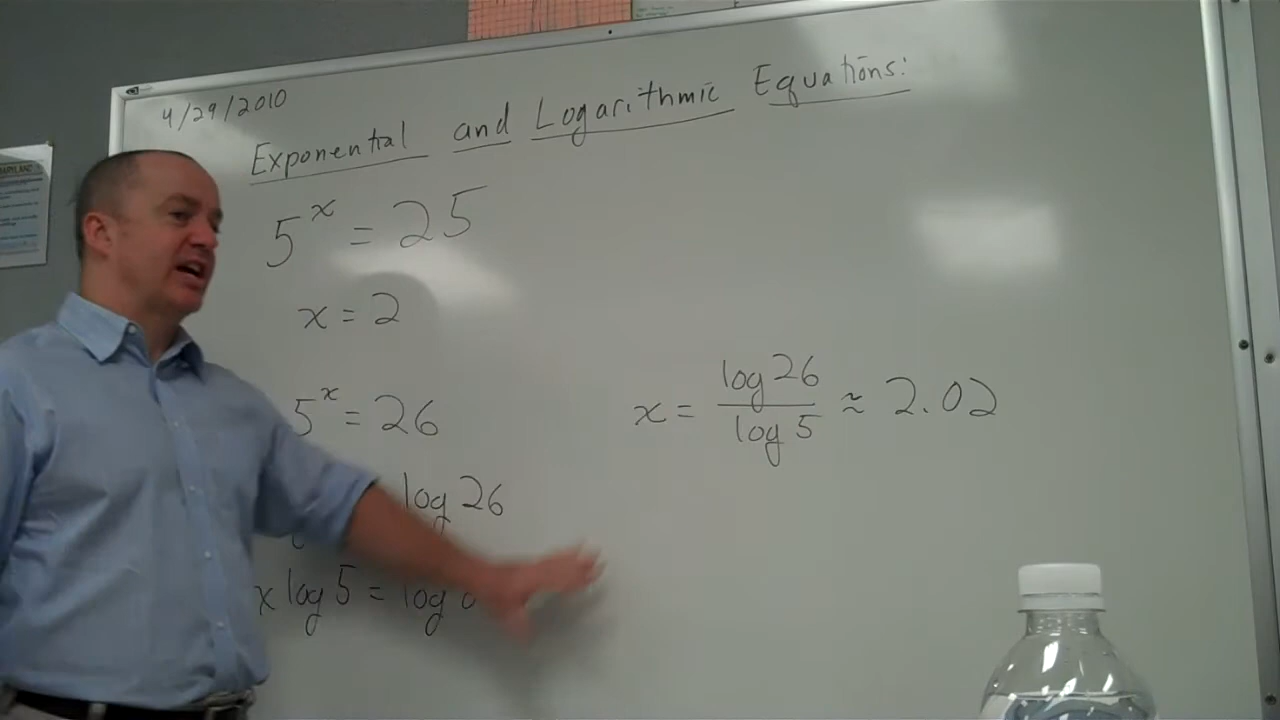 4/29/2010
Exponential and Logarithmic Equations:
5^x = 25
x = 2
5^x = 26
log 26
x log 5 = log
x = log 26 / log 5 ≈ 2.02